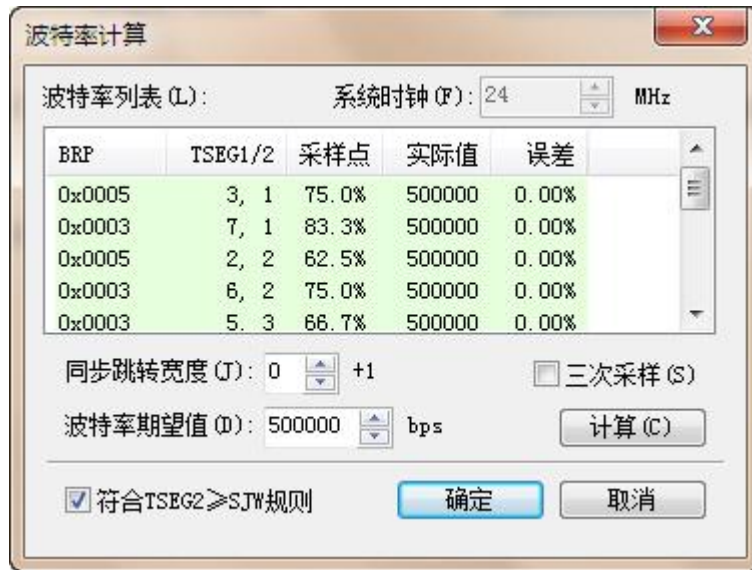 波特率计算
波特率列表(L): 系统时钟(F): 24 MHz
BRP TSEG1/2 采样点 实际值 误差
0x0005 3, 1 75.0% 500000 0.00%
0x0003 7, 1 83.3% 500000 0.00%
0x0005 2, 2 62.5% 500000 0.00%
0x0003 6, 2 75.0% 500000 0.00%
0x0003 5, 3 66.7% 500000 0.00%
同步跳转宽度(J): 0 +1 三次采样(S)
波特率期望值(D): 500000 bps 计算(C)
符合TSEG2≥SJW规则 确定 取消